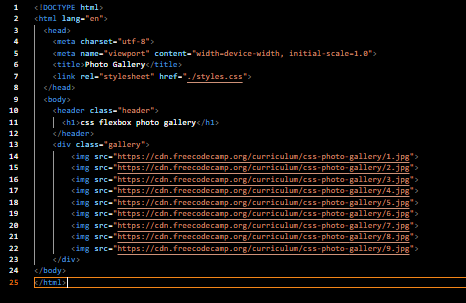 1 <!DOCTYPE html>
2 <html lang="en">
3 <head>
4 <meta charset="utf-8">
5 <meta name="viewport" content="width=device-width, initial-scale=1.0">
6 <title>Photo Gallery</title>
7 <link rel="stylesheet" href="./styles.css">
8 </head>
9 <body>
10 <header class="header">
11 <h1>css flexbox photo gallery</h1>
12 </header>
13 <div class="gallery">
14 <img src="https://cdn.freecodecamp.org/curriculum/css-photo-gallery/1.jpg">
15 <img src="https://cdn.freecodecamp.org/curriculum/css-photo-gallery/2.jpg">
16 <img src="https://cdn.freecodecamp.org/curriculum/css-photo-gallery/3.jpg">
17 <img src="https://cdn.freecodecamp.org/curriculum/css-photo-gallery/4.jpg">
18 <img src="https://cdn.freecodecamp.org/curriculum/css-photo-gallery/5.jpg">
19 <img src="https://cdn.freecodecamp.org/curriculum/css-photo-gallery/6.jpg">
20 <img src="https://cdn.freecodecamp.org/curriculum/css-photo-gallery/7.jpg">
21 <img src="https://cdn.freecodecamp.org/curriculum/css-photo-gallery/8.jpg">
22 <img src="https://cdn.freecodecamp.org/curriculum/css-photo-gallery/9.jpg">
23 </div>
24 </body>
25 </html>